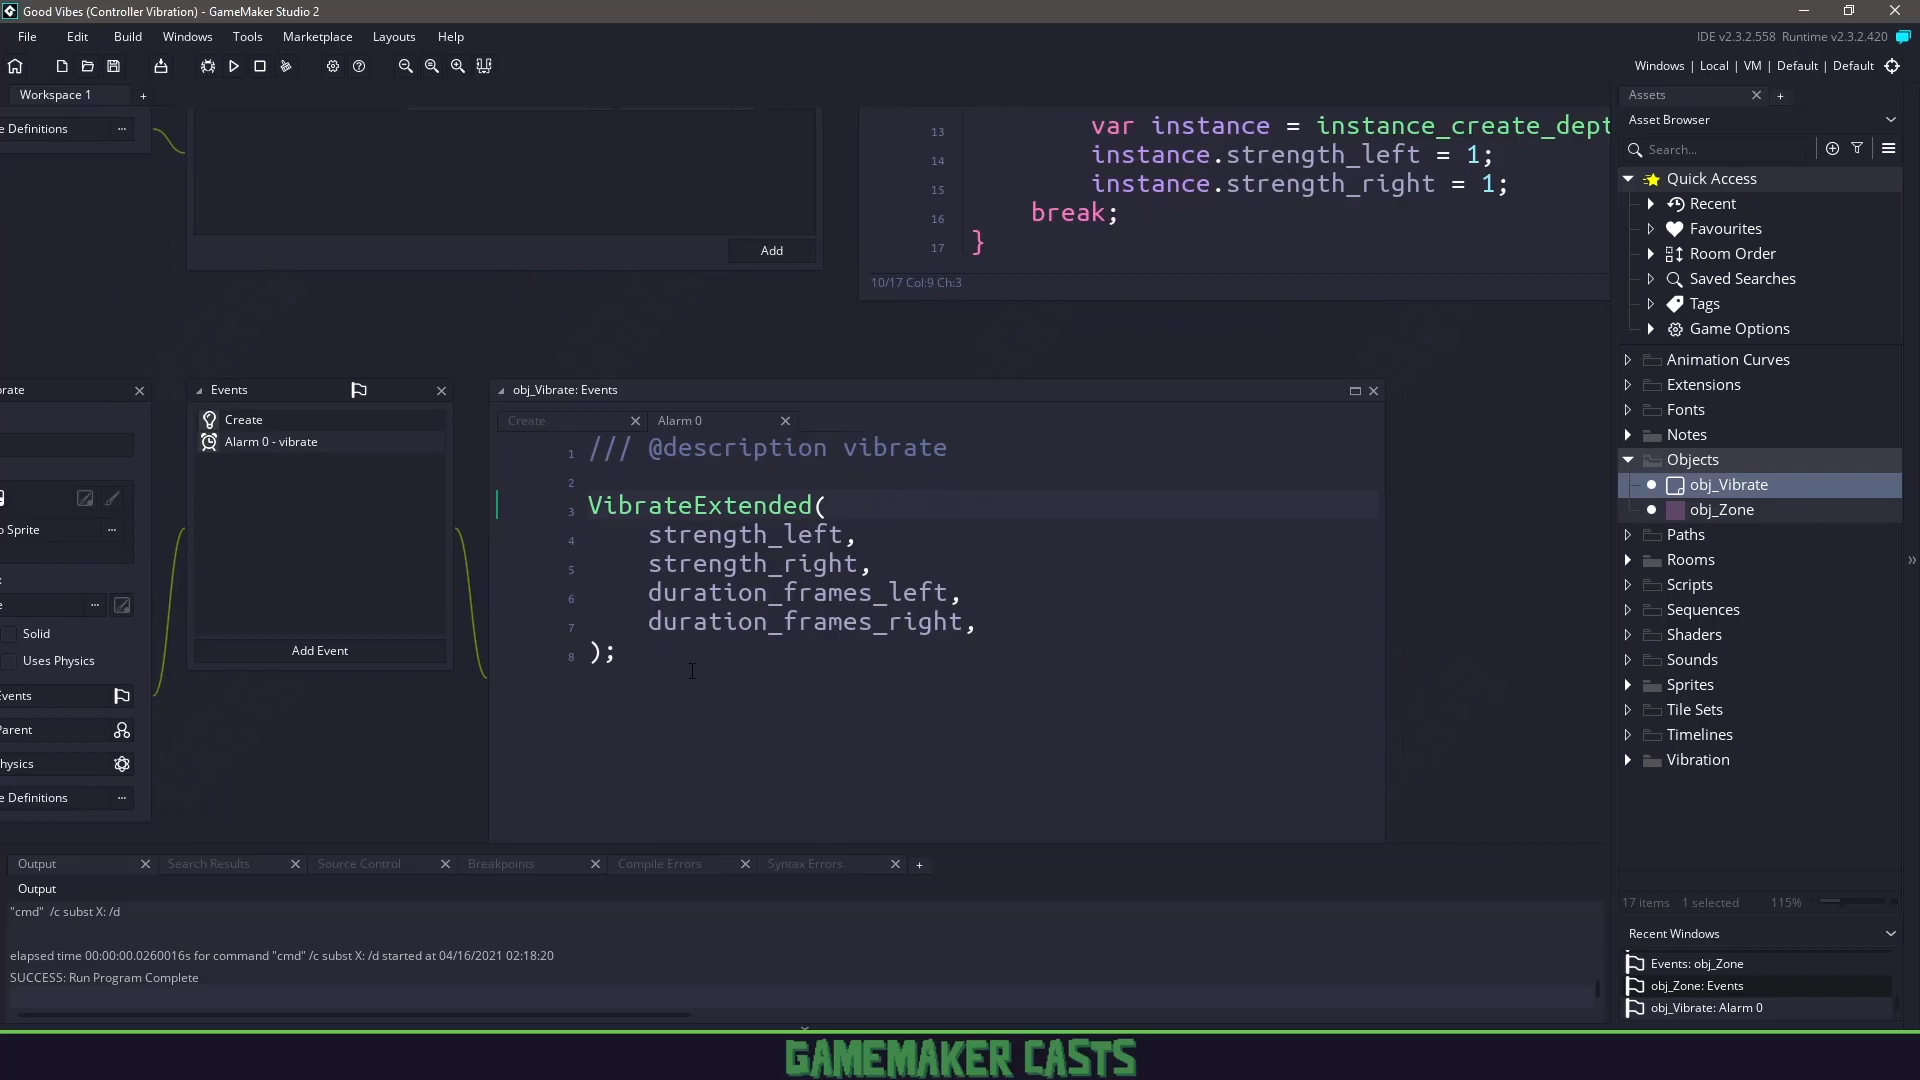 Good Vibes (Controller Vibration) - GameMaker Studio 2
File Edit Build Windows Tools Marketplace Layouts Help
IDE v2.3.2.558 Runtime v2.3.2.420
Windows | Local | VM | Default | Default
Workspace 1 +
e Definitions ...
Add
13 var instance = instance_create_dept
14 instance.strength_left = 1;
15 instance.strength_right = 1;
16 break;
17 }
10/17 Col:9 Ch:3
rate
o Sprite ...
e ...
Solid
Uses Physics
Events
Parent
hysics
e Definitions ...
Events
Create
Alarm 0 - vibrate
Add Event
obj_Vibrate: Events
Create Alarm 0
1 /// @description vibrate
2
3 VibrateExtended(
4 strength_left,
5 strength_right,
6 duration_frames_left,
7 duration_frames_right,
8 );
Assets +
Asset Browser
Search...
Quick Access
Recent
Favourites
Room Order
Saved Searches
Tags
Game Options
Animation Curves
Extensions
Fonts
Notes
Objects
obj_Vibrate
obj_Zone
Paths
Rooms
Scripts
Sequences
Shaders
Sounds
Sprites
Tile Sets
Timelines
Vibration
17 items 1 selected 115%
Recent Windows
Events: obj_Zone
obj_Zone: Events
obj_Vibrate: Alarm 0
Output Search Results Source Control Breakpoints Compile Errors Syntax Errors +
Output
"cmd" /c subst X: /d
elapsed time 00:00:00.0260016s for command "cmd" /c subst X: /d started at 04/16/2021 02:18:20
SUCCESS: Run Program Complete
GAMEMAKER CASTS